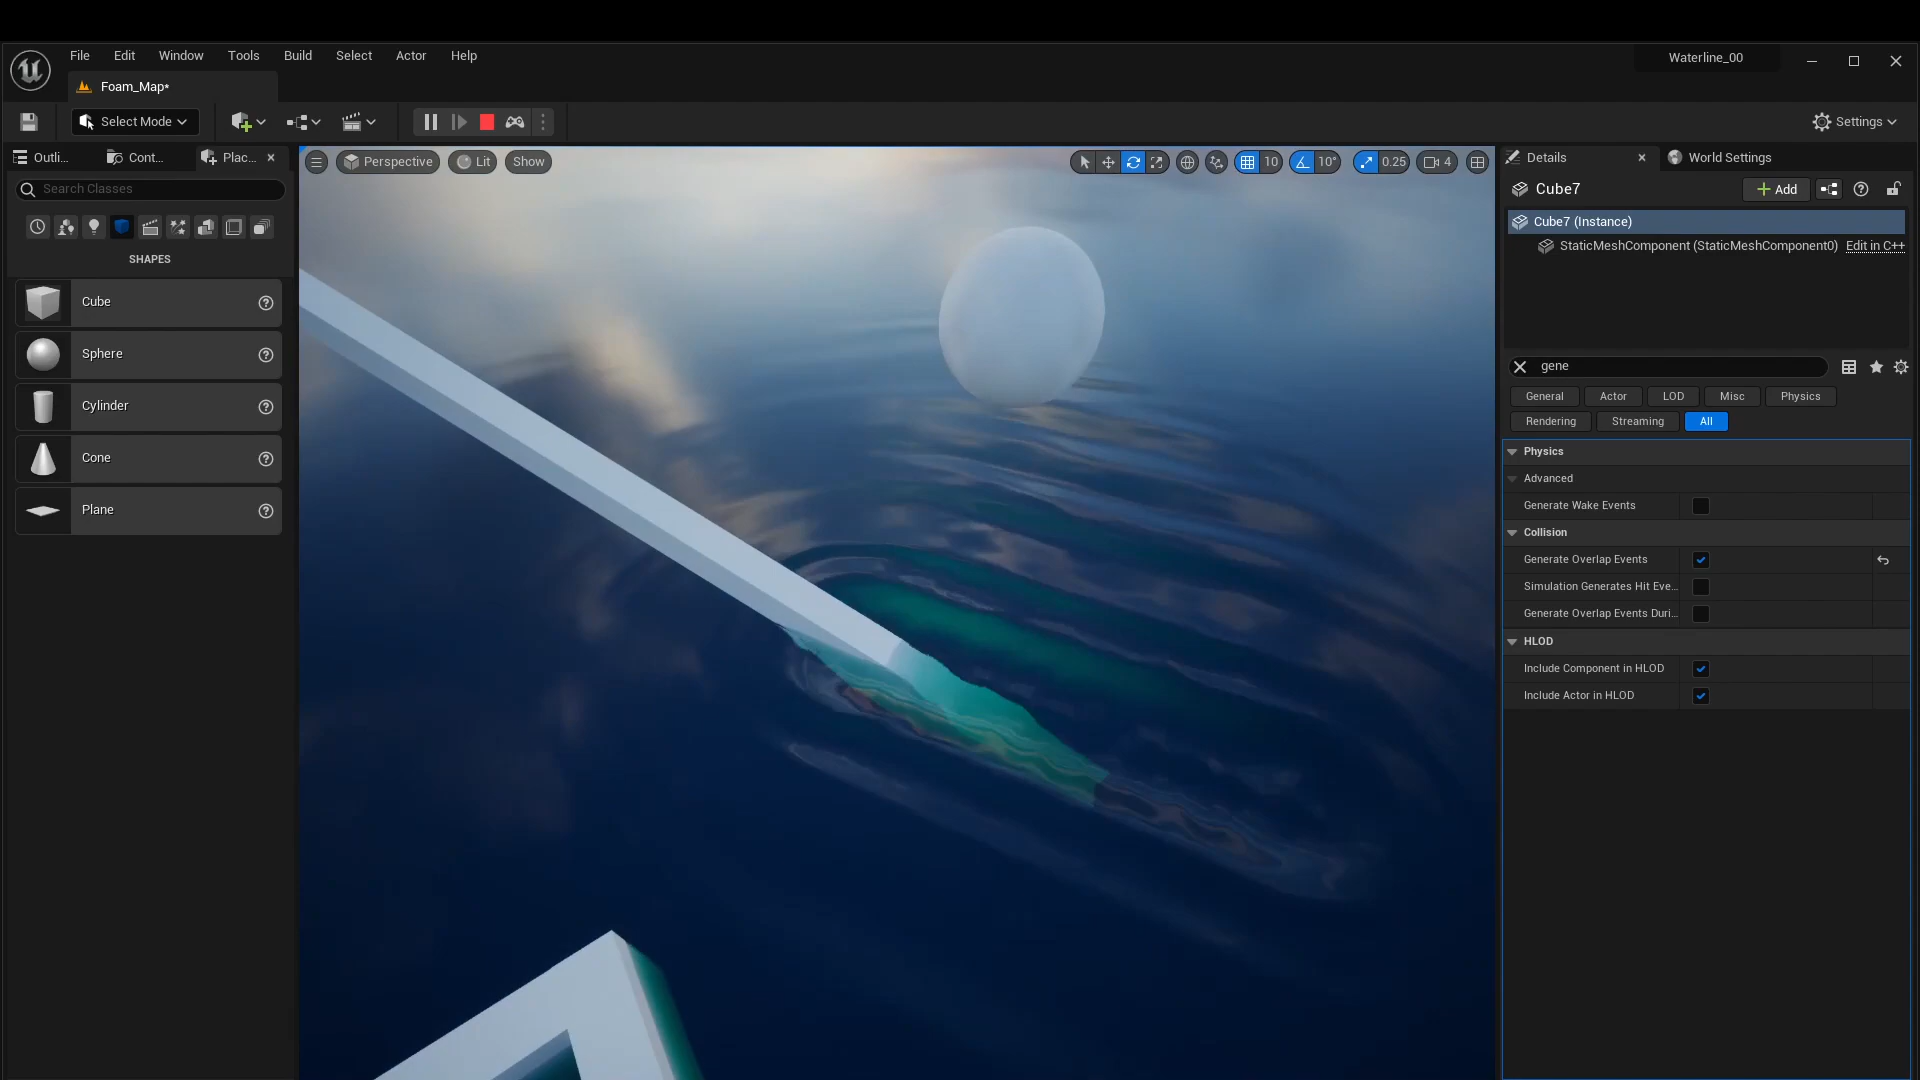 File Edit Window Tools Build Select Actor Help
Waterline_00
Foam_Map*
Select Mode
Settings
Outli...
Cont...
Plac...
Search Classes
SHAPES
Cube
Sphere
Cylinder
Cone
Plane
Perspective
Lit
Show
10
10°
0.25
4
Details
World Settings
Cube7
Add
Cube7 (Instance)
StaticMeshComponent (StaticMeshComponent0) Edit in C++
gene
General Actor LOD Misc Physics
Rendering Streaming All
Physics
Advanced
Generate Wake Events
Collision
Generate Overlap Events
Simulation Generates Hit Eve...
Generate Overlap Events Duri...
HLOD
Include Component in HLOD
Include Actor in HLOD